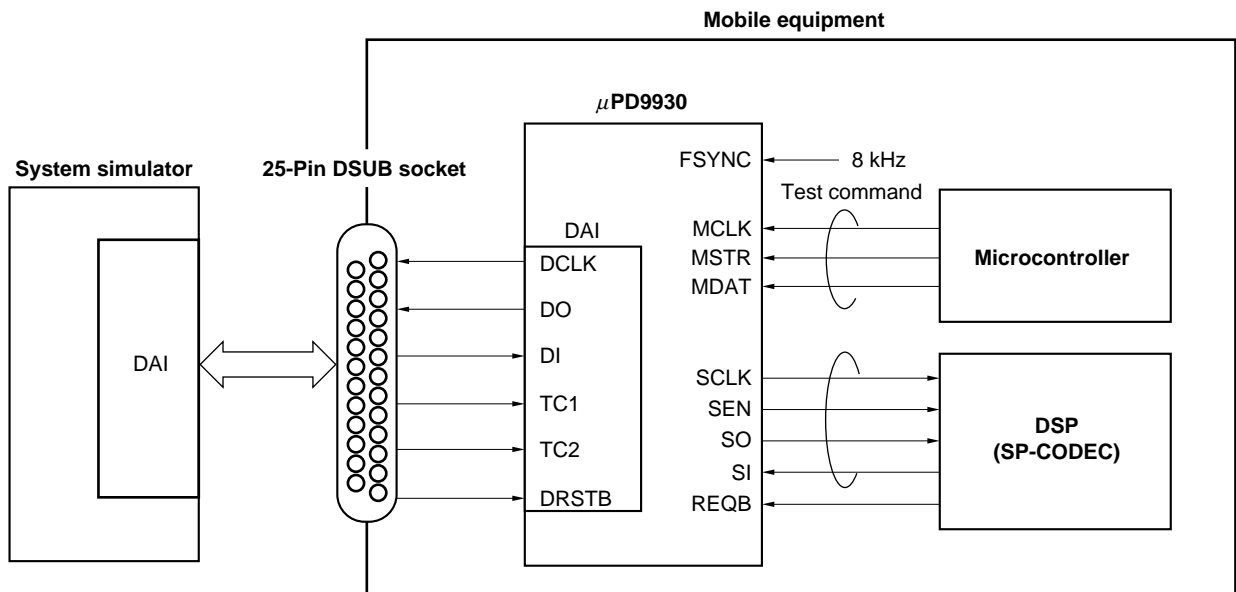 Mobile equipment
μPD9930
System simulator
25-Pin DSUB socket
FSYNC
8 kHz
Test command
DAI
MCLK
MSTR
MDAT
Microcontroller
DCLK
DO
DI
TC1
TC2
DRSTB
DAI
SCLK
SEN
SO
SI
REQB
DSP
(SP-CODEC)